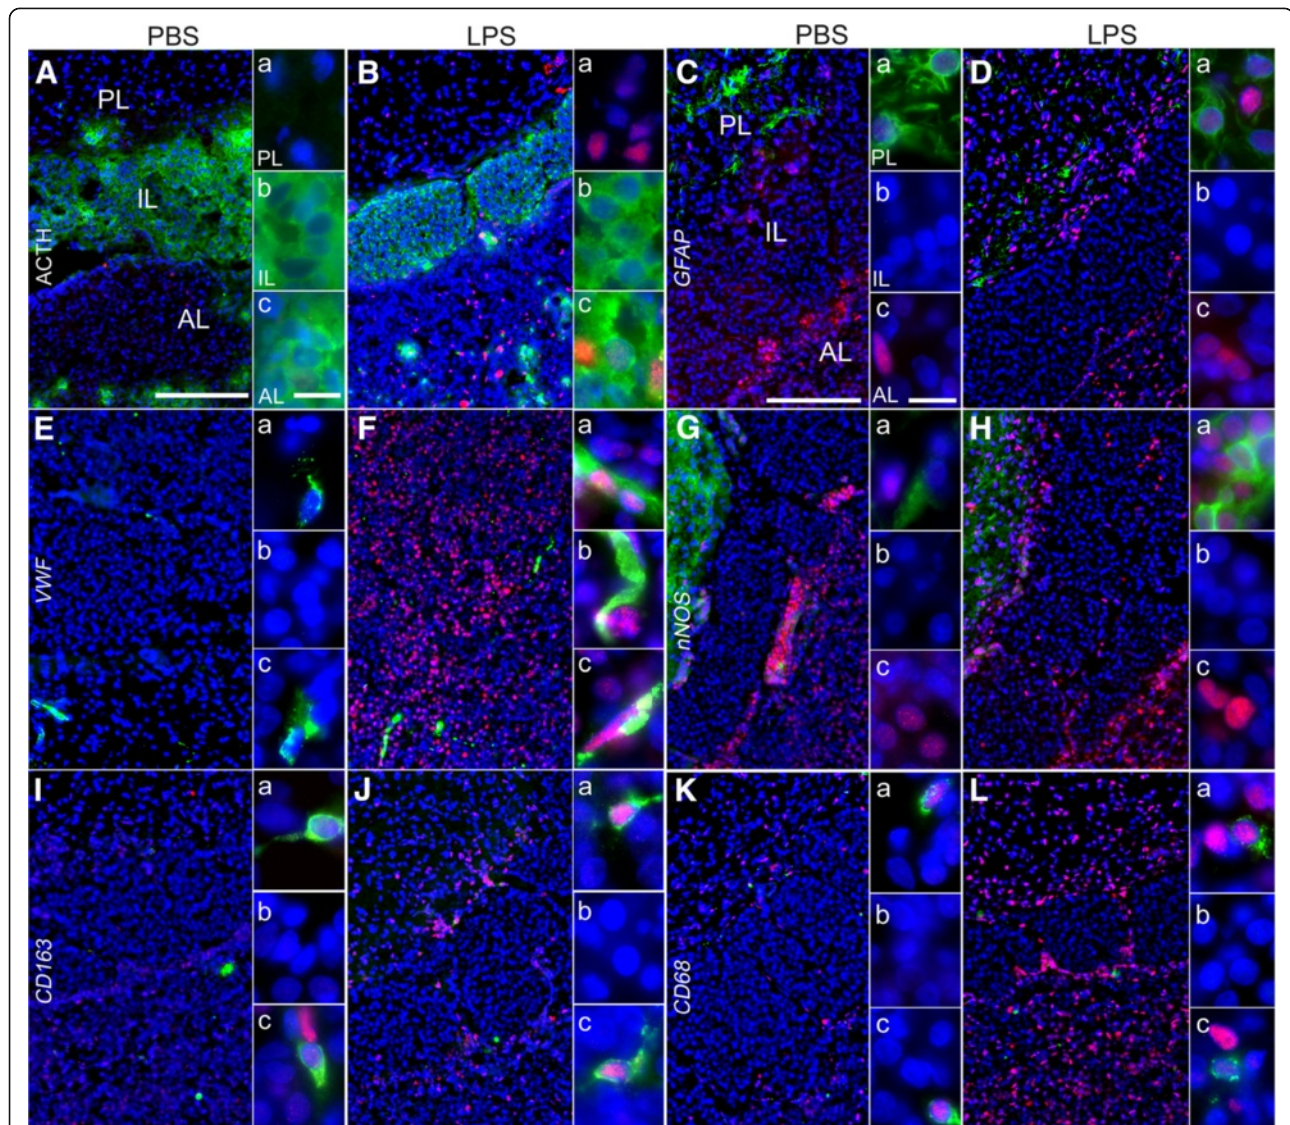 PBS LPS PBS LPS
A a B a C a D a
PL PL PL
IL b b IL b b
ACTH IL GFAP IL
AL c c AL c c
AL AL
E a F a G a H a
b b b b
VWF nNOS
c c c c
I a J a K a L a
b b b b
CD163 CD68
c c c c